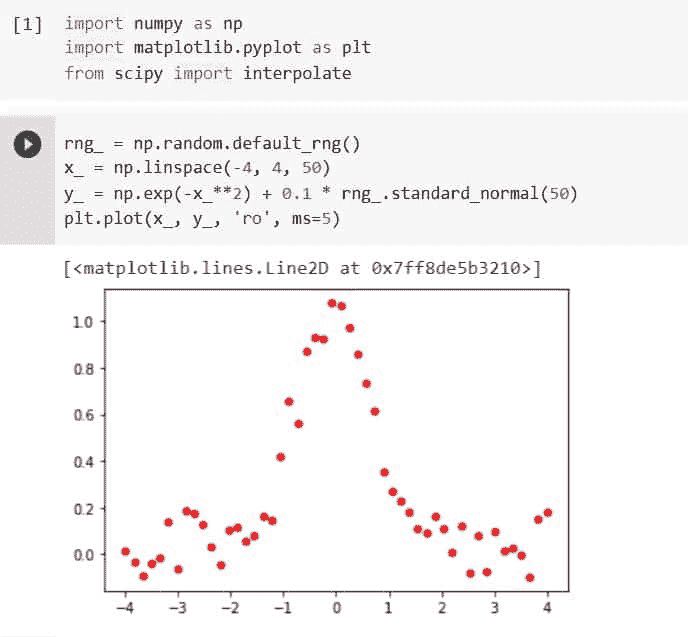 [1] import numpy as np
import matplotlib.pyplot as plt
from scipy import interpolate
rng_ = np.random.default_rng()
x_ = np.linspace(-4, 4, 50)
y_ = np.exp(-x_**2) + 0.1 * rng_.standard_normal(50)
plt.plot(x_, y_, 'ro', ms=5)
[<matplotlib.lines.Line2D at 0x7ff8de5b3210>]
1.0
0.8
0.6
0.4
0.2
0.0
−4 −3 −2 −1 0 1 2 3 4